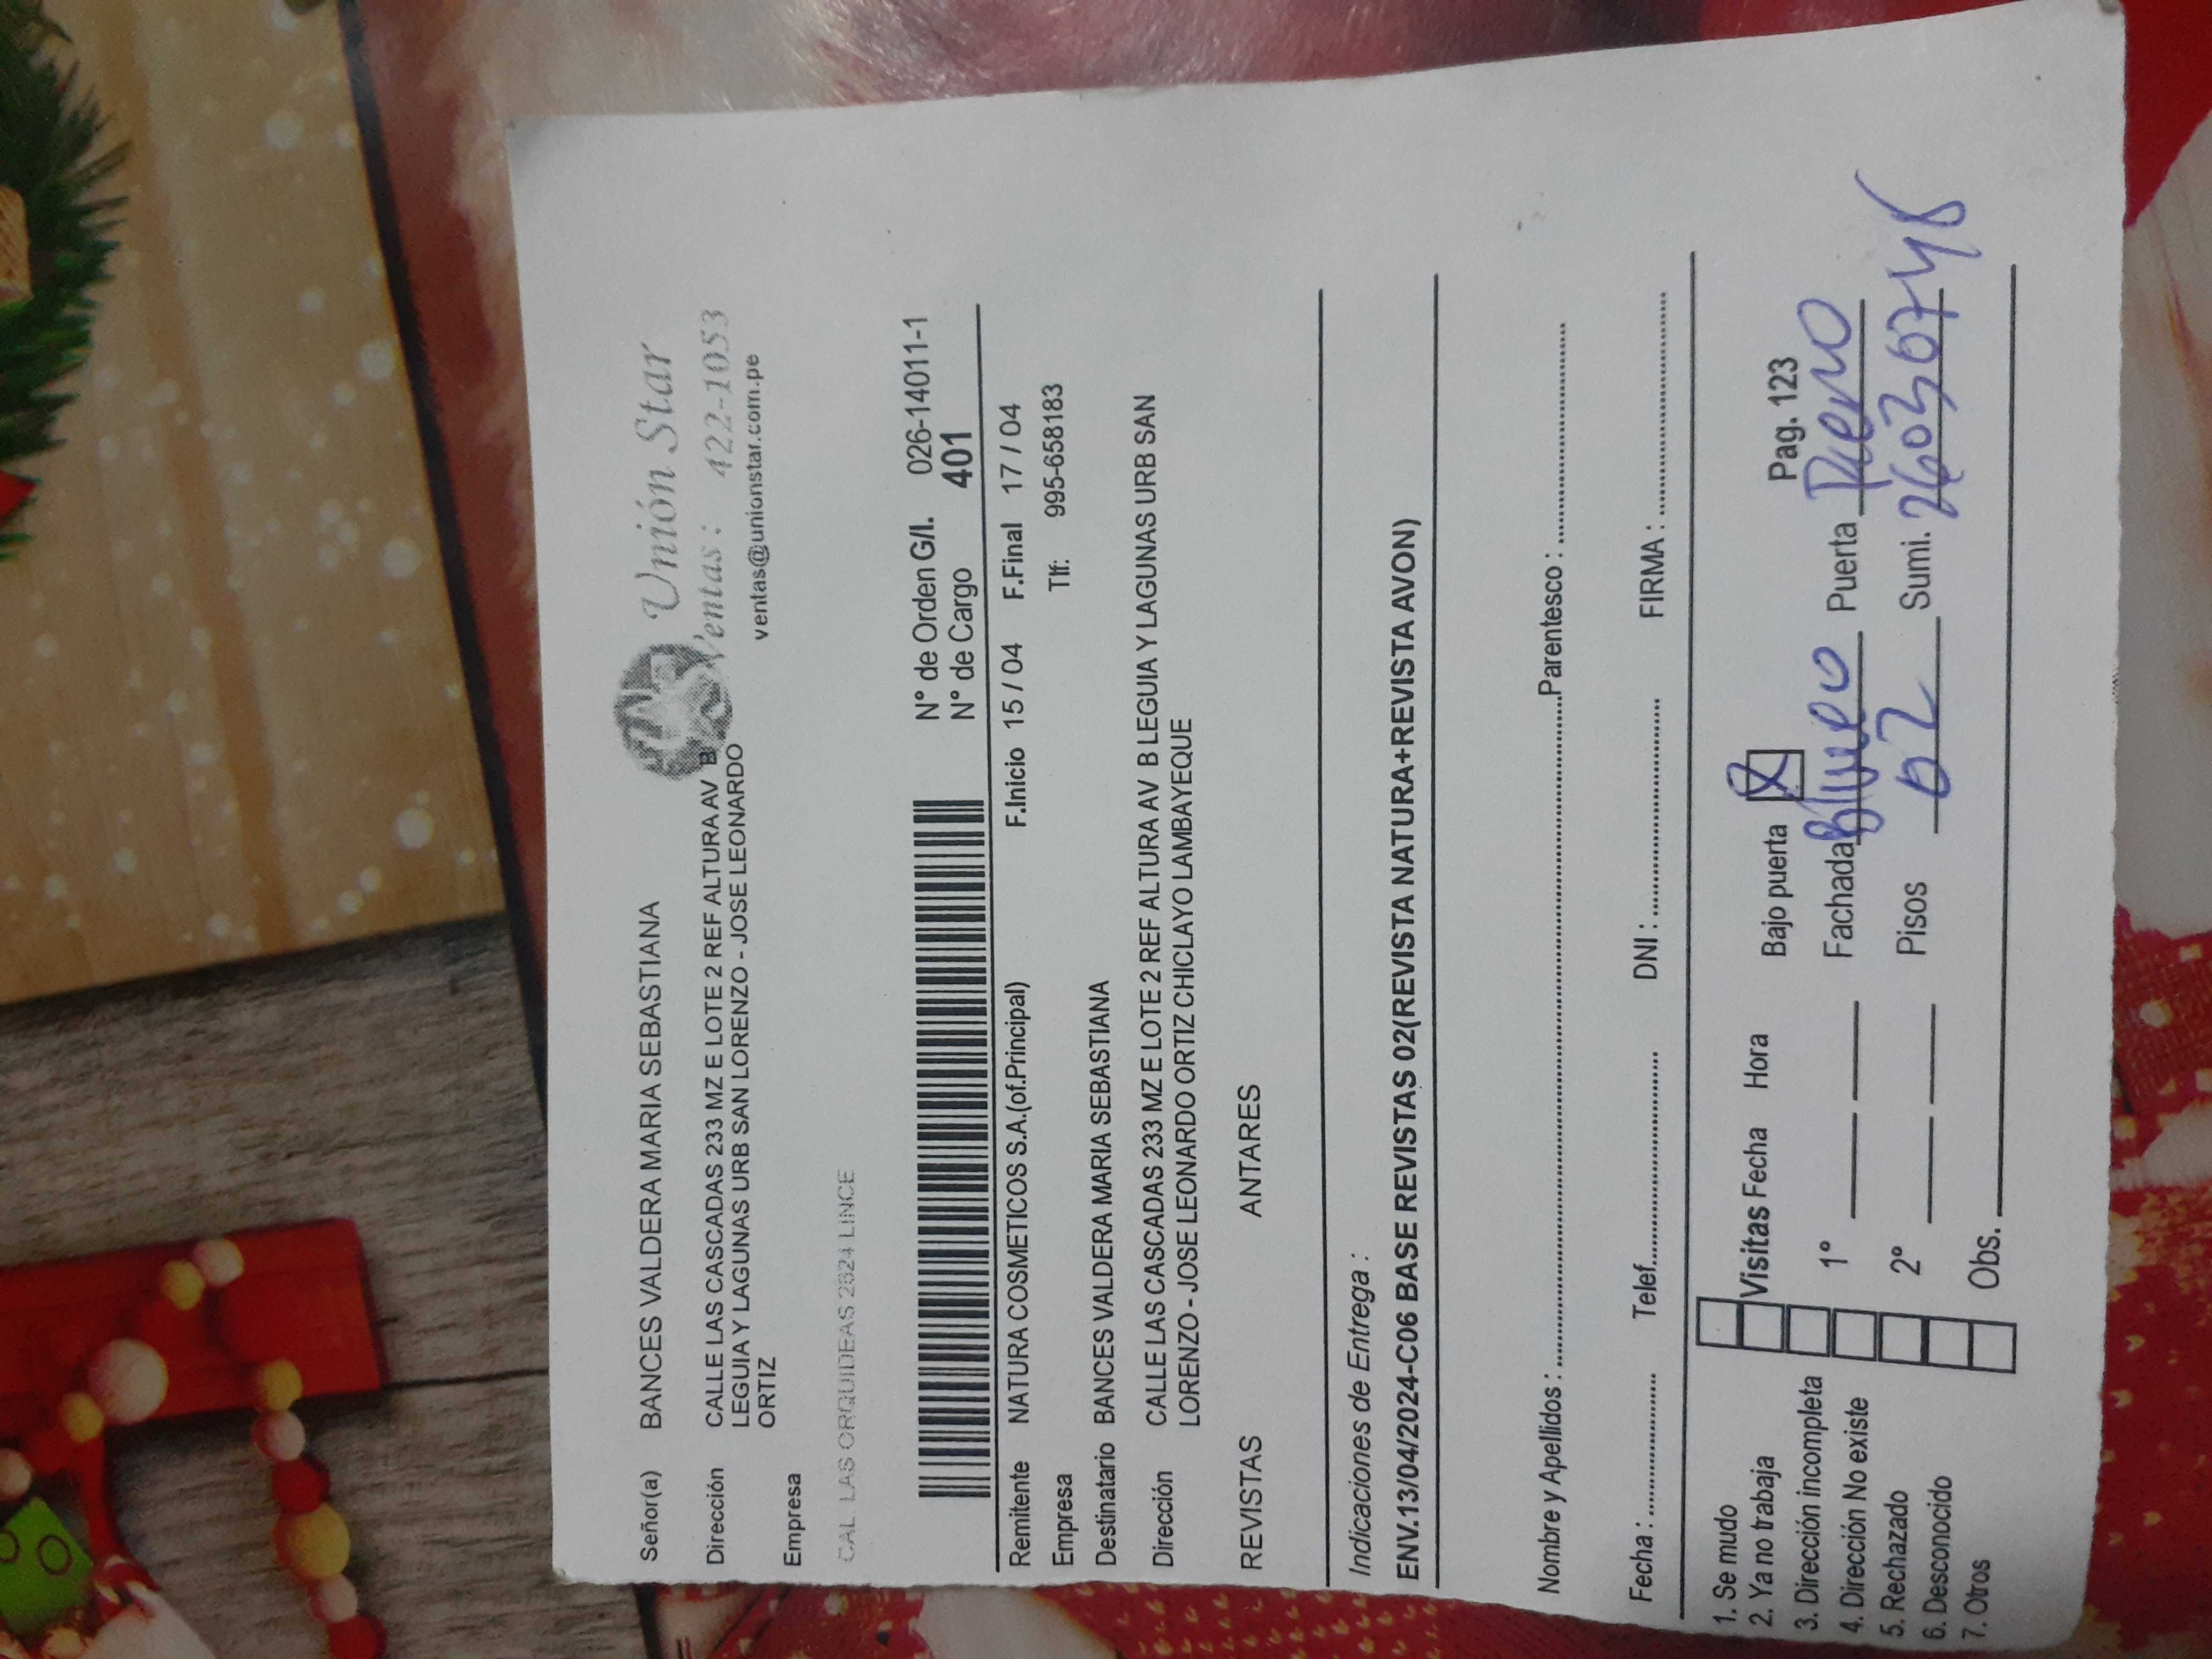 Unión Star
Ventas: 422-1053
ventas@unionstar.com.pe
Señor(a) BANCES VALDERA MARIA SEBASTIANA
Dirección CALLE LAS CASCADAS 233 MZ E LOTE 2 REF ALTURA AV B
LEGUIA Y LAGUNAS URB SAN LORENZO - JOSE LEONARDO
ORTIZ
Empresa
CAL LAS ORQUIDEAS 2624 LINCE
N° de Orden G/I. 026-14011-1
N° de Cargo 401
F.Inicio 15 / 04 F.Final 17 / 04
Remitente NATURA COSMETICOS S.A.(of.Principal)
Empresa Tlf: 995-658183
Destinatario BANCES VALDERA MARIA SEBASTIANA
Dirección CALLE LAS CASCADAS 233 MZ E LOTE 2 REF ALTURA AV B LEGUIA Y LAGUNAS URB SAN
LORENZO - JOSE LEONARDO ORTIZ CHICLAYO LAMBAYEQUE
REVISTAS ANTARES
Indicaciones de Entrega :
ENV.13/04/2024-C06 BASE REVISTAS 02(REVISTA NATURA+REVISTA AVON)
Nombre y Apellidos : Parentesco :
Fecha : Telef. DNI : FIRMA :
1. Se mudo
2. Ya no trabaja
3. Dirección incompleta
4. Dirección No existe
5. Rechazado
6. Desconocido
7. Otros
Visitas Fecha Hora
1°
2°
Obs.
Bajo puerta X Pag. 123
Fachada Puerta
Pisos 02 Sumi. 26030748